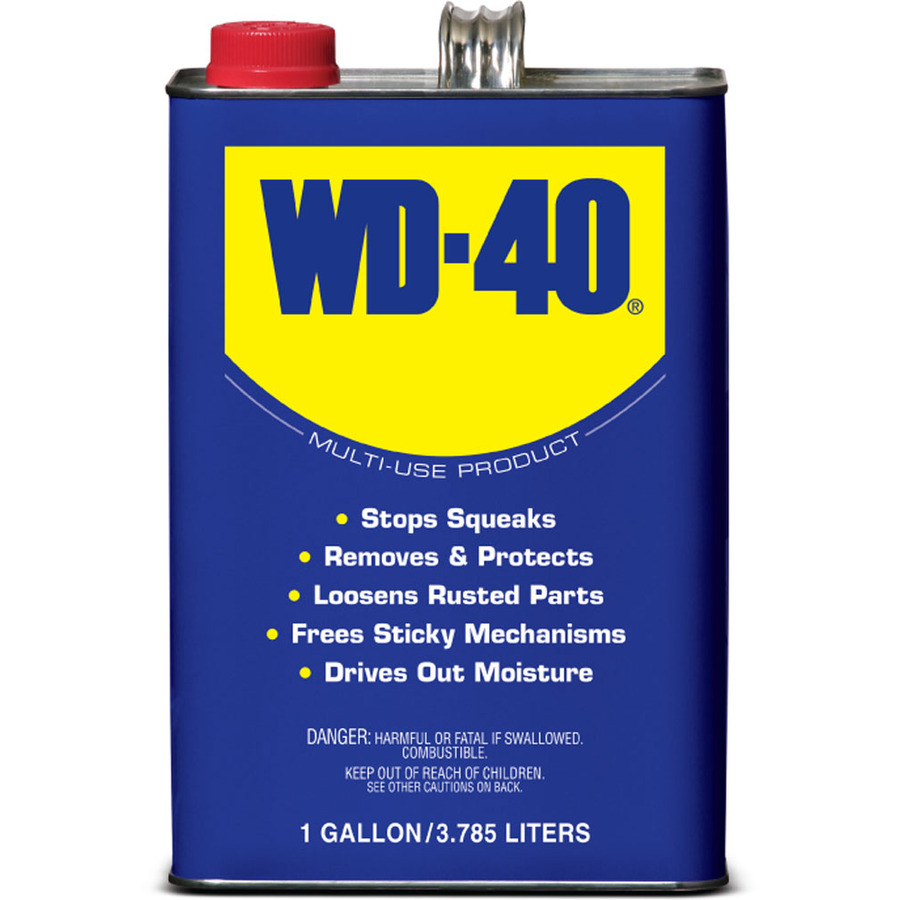 WD-40®
MULTI-USE PRODUCT
• Stops Squeaks
• Removes & Protects
• Loosens Rusted Parts
• Frees Sticky Mechanisms
• Drives Out Moisture
DANGER: HARMFUL OR FATAL IF SWALLOWED.
COMBUSTIBLE.
KEEP OUT OF REACH OF CHILDREN.
SEE OTHER CAUTIONS ON BACK.
1 GALLON/3.785 LITERS